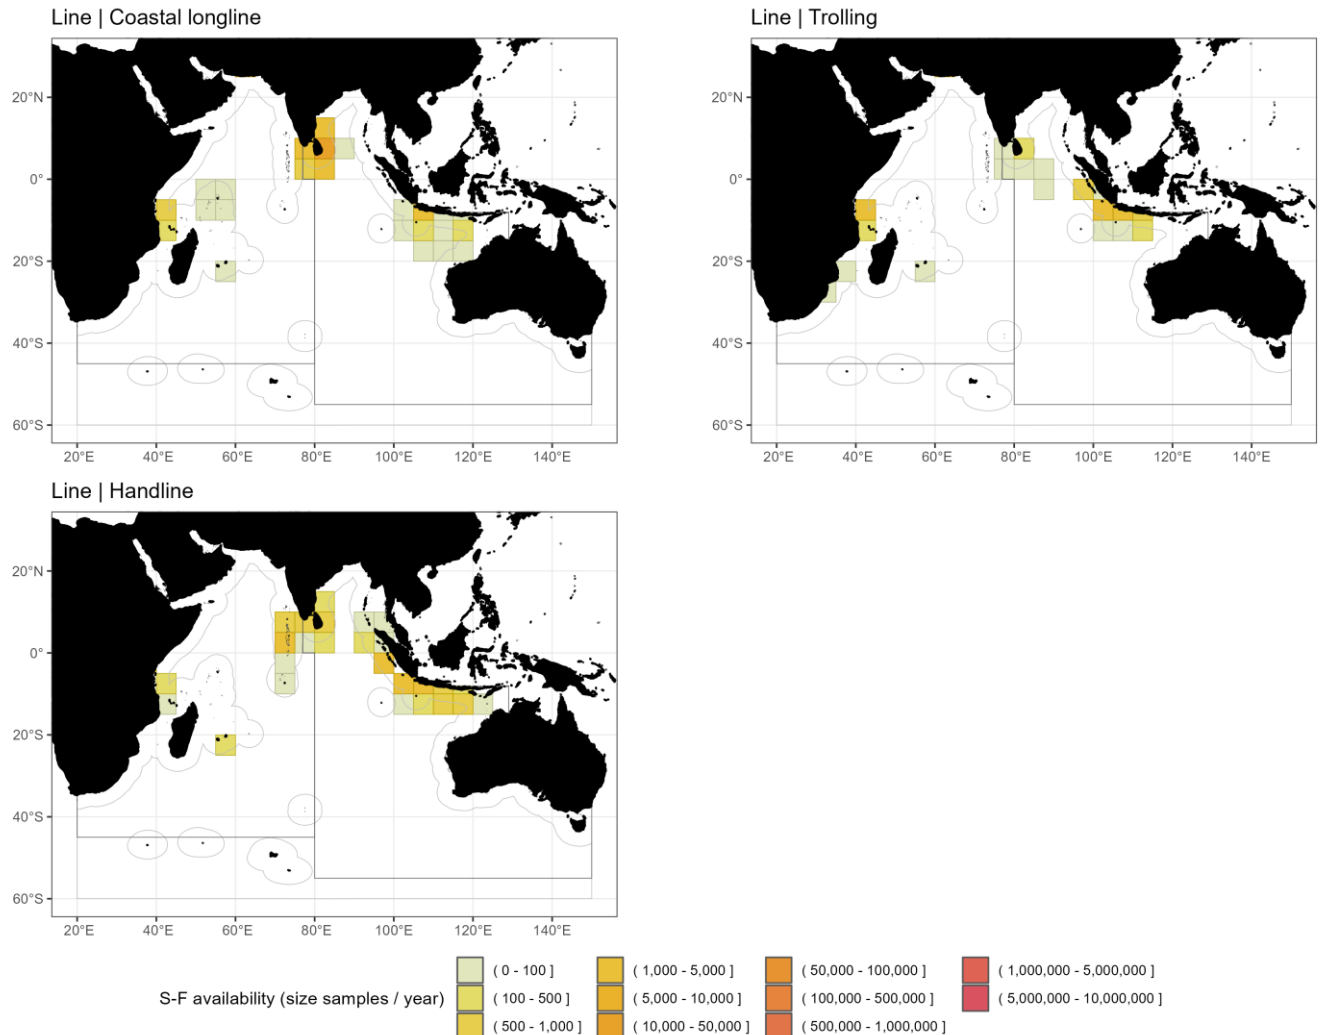 Line | Coastal longline
Line | Trolling
20°N
0°
20°S
40°S
60°S
20°E 40°E 60°E 80°E 100°E 120°E 140°E
20°N
0°
20°S
40°S
60°S
20°E 40°E 60°E 80°E 100°E 120°E 140°E
Line | Handline
20°N
0°
20°S
40°S
60°S
20°E 40°E 60°E 80°E 100°E 120°E 140°E
S-F availability (size samples / year)
( 0 - 100 ]
( 100 - 500 ]
( 500 - 1,000 ]
( 1,000 - 5,000 ]
( 5,000 - 10,000 ]
( 10,000 - 50,000 ]
( 50,000 - 100,000 ]
( 100,000 - 500,000 ]
( 500,000 - 1,000,000 ]
( 1,000,000 - 5,000,000 ]
( 5,000,000 - 10,000,000 ]